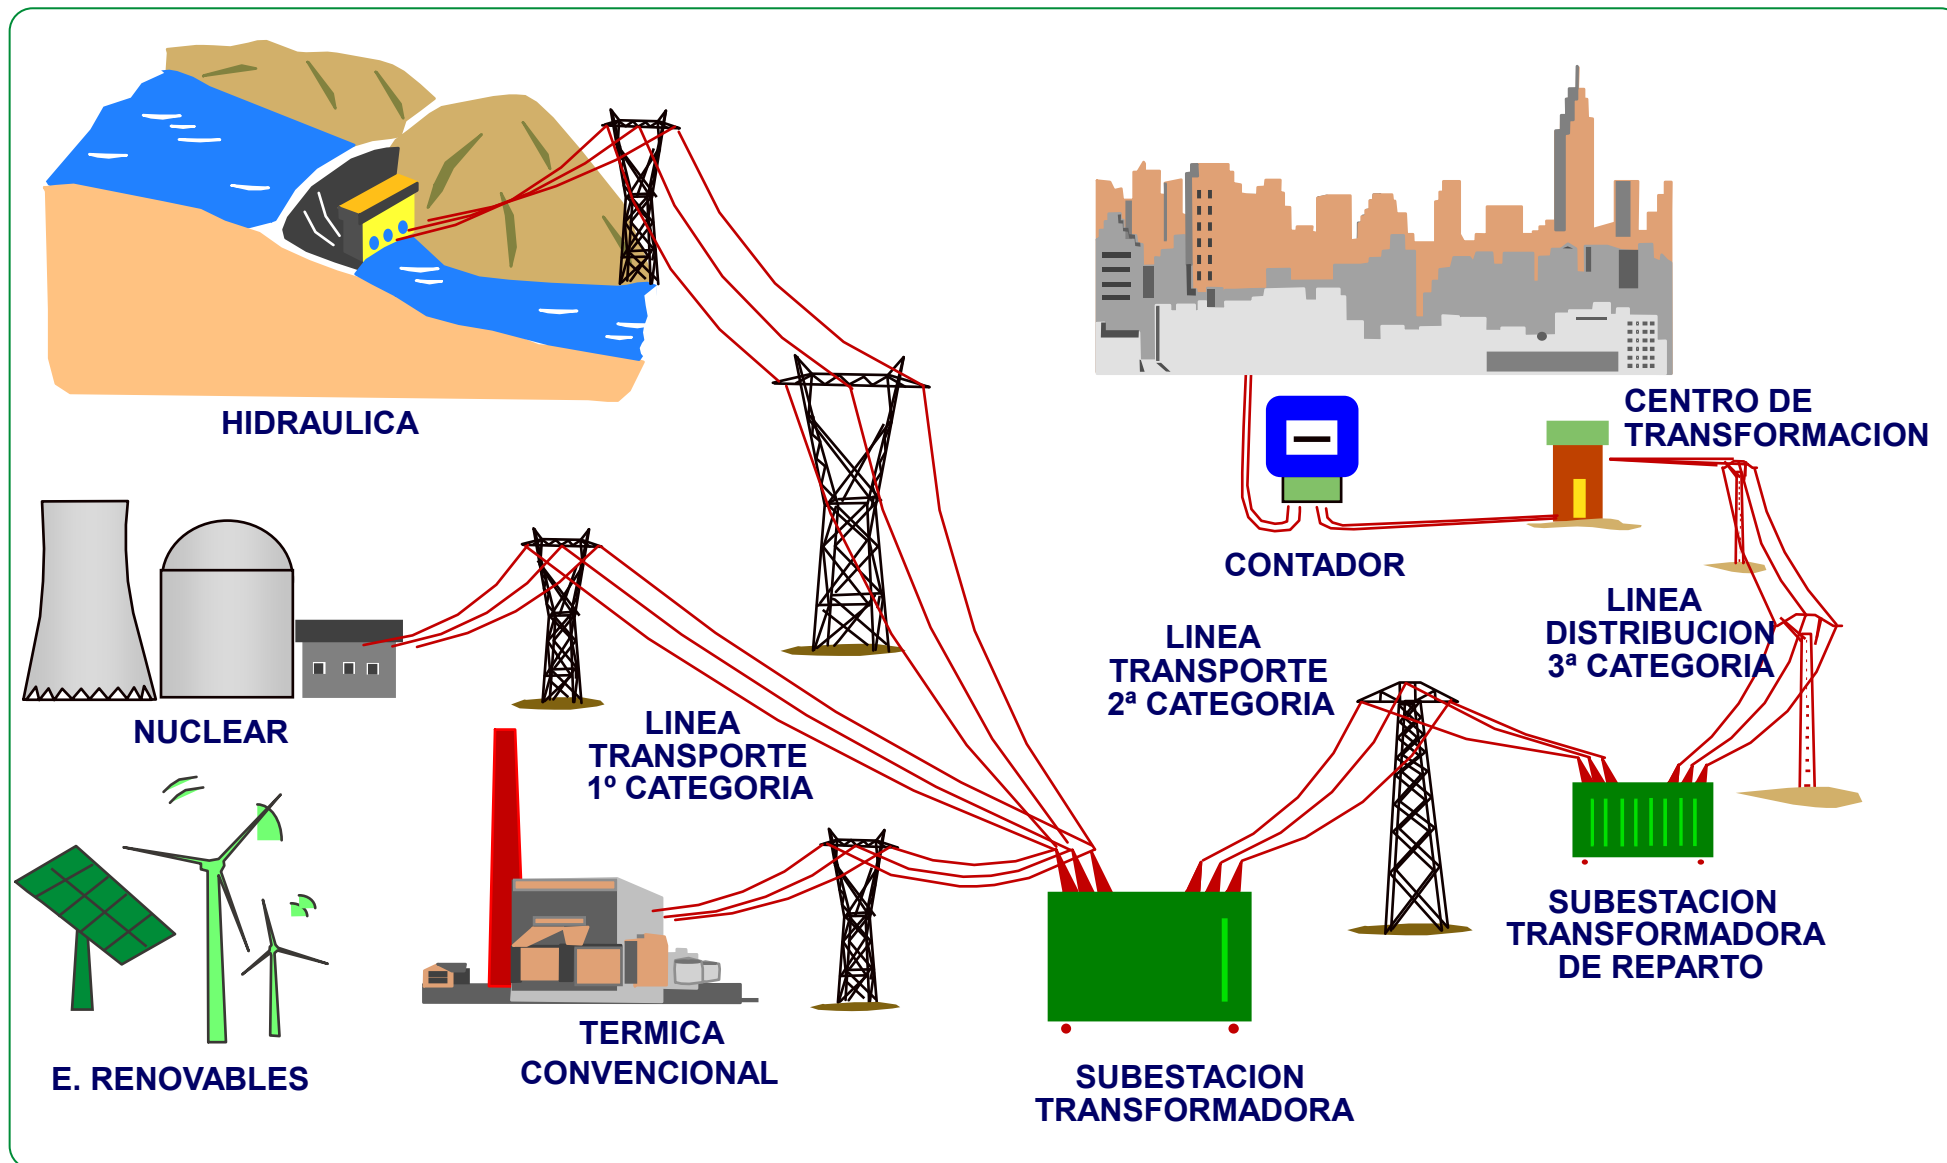 HIDRAULICA
CENTRO DE
TRANSFORMACION
CONTADOR
LINEA
DISTRIBUCION
3ª CATEGORIA
LINEA
TRANSPORTE
2ª CATEGORIA
NUCLEAR
LINEA
TRANSPORTE
1º CATEGORIA
SUBESTACION
TRANSFORMADORA
DE REPARTO
TERMICA
CONVENCIONAL
E. RENOVABLES
SUBESTACION
TRANSFORMADORA